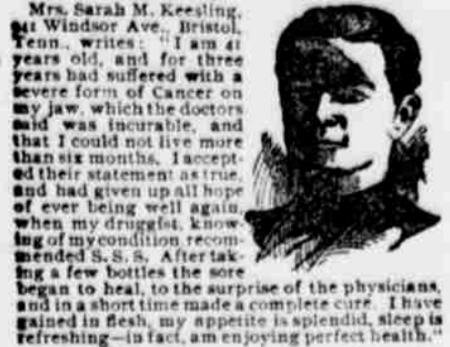 Mrs. Sarah M. Keesling,
941 Windsor Ave., Bristol,
Tenn., writes: "I am 41
years old, and for three
years had suffered with a
severe form of Cancer on
my jaw, which the doctors
said was incurable, and
that I could not live more
than six months. I accept-
ed their statement as true,
and had given up all hope
of ever being well again,
when my druggist, know-
ing of my condition, recom-
mended S. S. S. After tak-
ing a few bottles the sore
began to heal, to the surprise of the physicians,
and in a short time made a complete cure. I have
gained in flesh, my appetite is splendid, sleep is
refreshing—in fact, am enjoying perfect health."